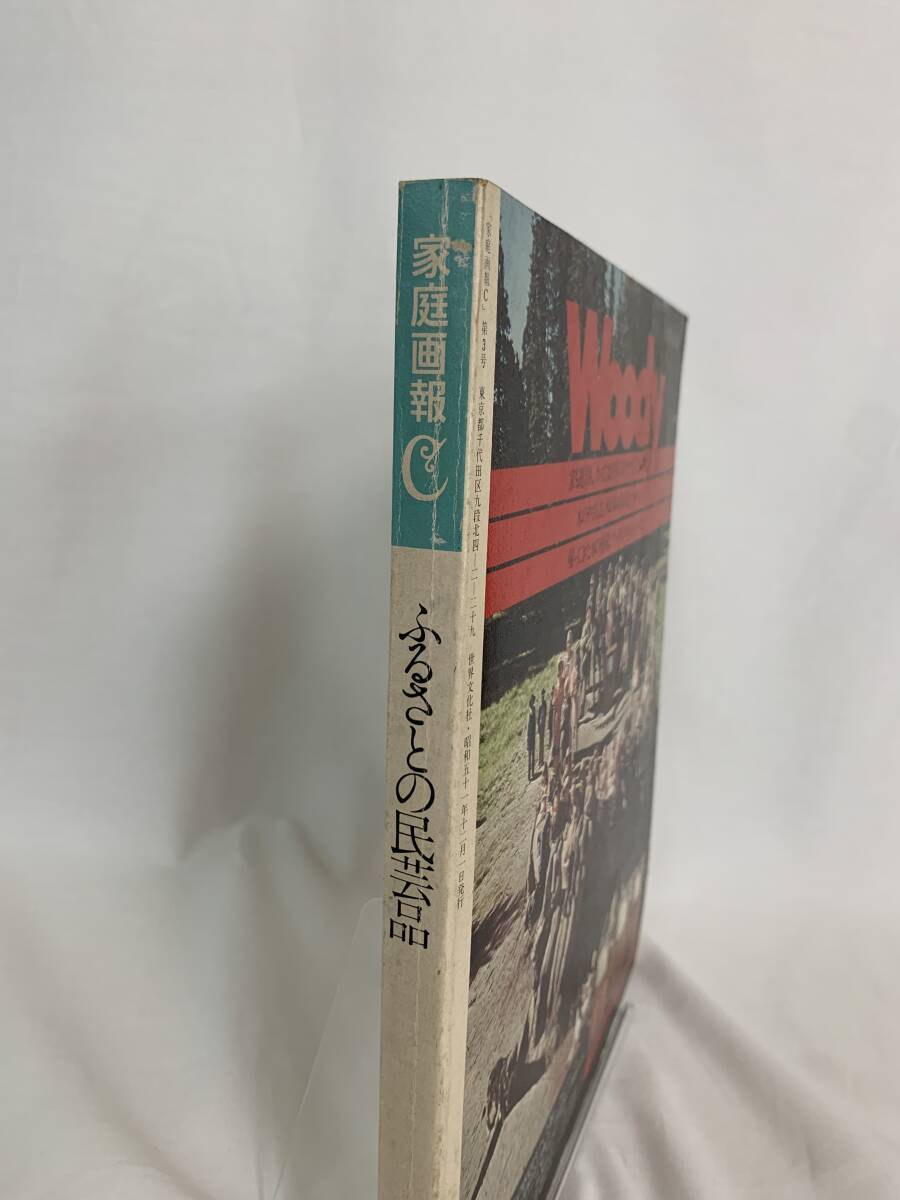 家庭画報C
ふるさとの民芸品
家庭画報C」第3号 東京都千代田区九段北四-二-二十九 世界文化社・昭和五十一年十二月一日発行
Woody